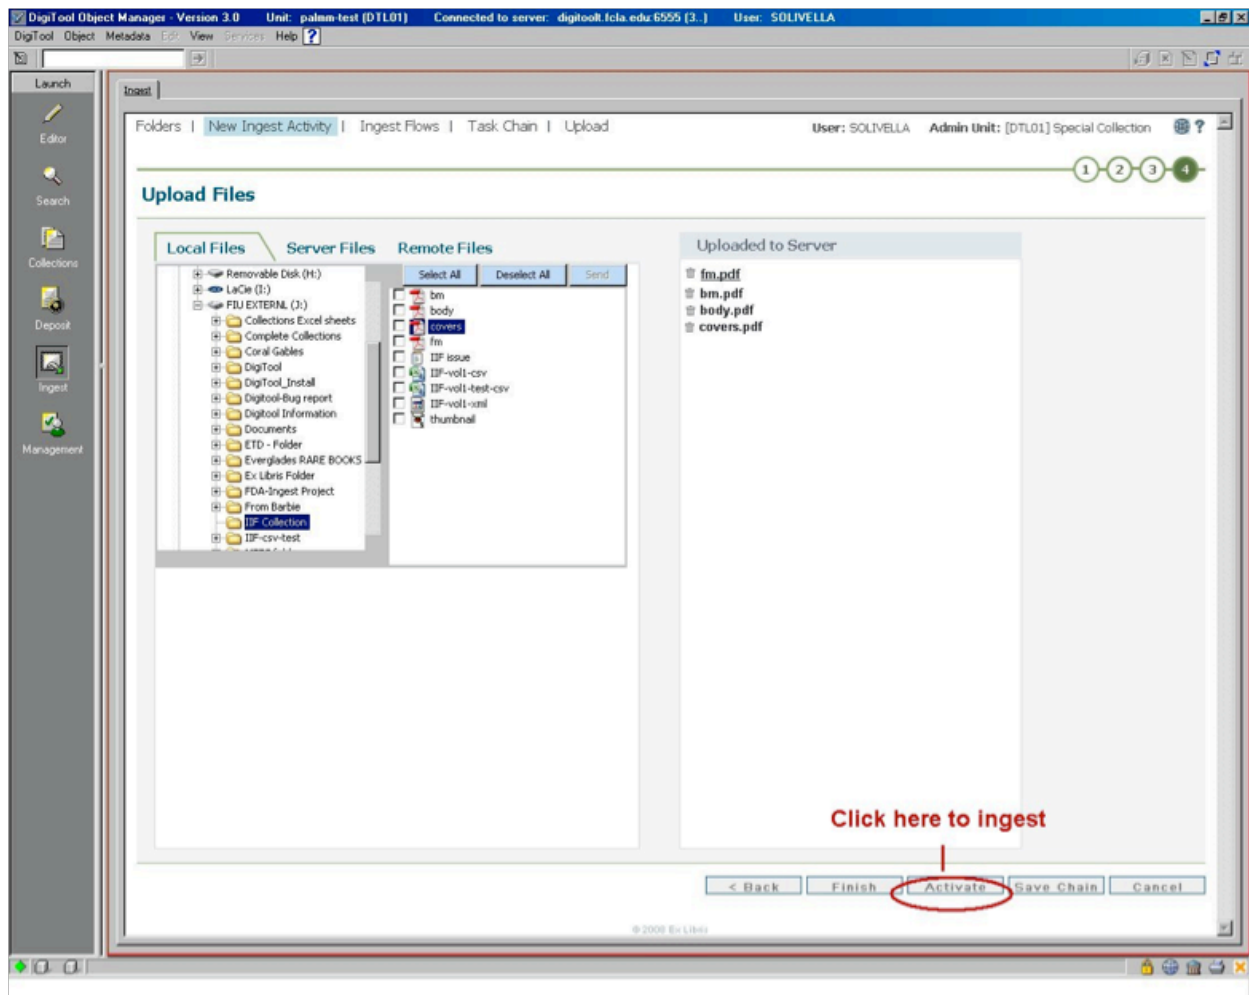 DigiTool Object Manager - Version 3.0 Unit: palmm-test (DTL01) Connected to server: digitoolt.fcla.edu:6555 (3..) User: SOLIVELLA
DigiTool Object Metadata Edit View Services Help ?
Launch
Editor
Search
Collections
Deposit
Ingest
Management
Ingest
Folders | New Ingest Activity | Ingest Flows | Task Chain | Upload
User: SOLIVELLA Admin Unit: [DTL01] Special Collection ?
1 2 3 4
Upload Files
Local Files Server Files Remote Files
Removable Disk (H:)
LaCie (I:)
FIU EXTERNL (J:)
Collections Excel sheets
Complete Collections
Coral Gables
DigiTool
DigiTool_Install
Digitool-Bug report
Digitool Information
Documents
ETD - Folder
Everglades RARE BOOKS
Ex Libris Folder
FDA-Ingest Project
From Barbie
IIF Collection
IIF-csv-test
Select All Deselect All Send
bm
body
covers
fm
IIF issue
IIF-vol1-csv
IIF-vol1-test-csv
IIF-vol1-xml
thumbnail
Uploaded to Server
fm.pdf
bm.pdf
body.pdf
covers.pdf
Click here to ingest
< Back Finish Activate Save Chain Cancel
© 2008 Ex Libris